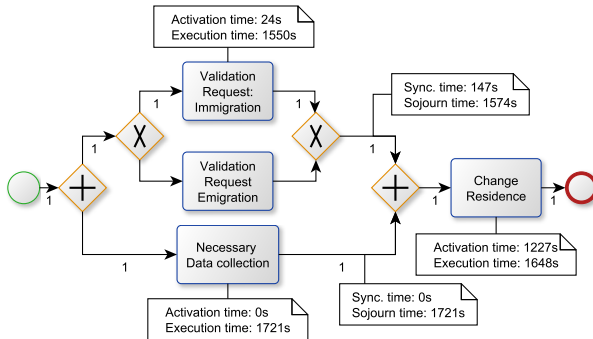 Activation time: 24s
Execution time: 1550s
Validation
Request:
Immigration
1
1
Sync. time: 147s
Sojourn time: 1574s
X
X
1
1
1
Validation
Request
Emigration
1
1
Change
Residence
1
1
Necessary
Data collection
1
1
Activation time: 1227s
Execution time: 1648s
Sync. time: 0s
Sojourn time: 1721s
Activation time: 0s
Execution time: 1721s